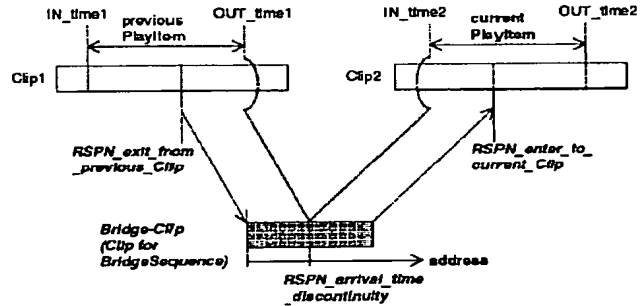 IN_time1
previous
PlayItem
OUT_time1
IN_time2
current
PlayItem
OUT_time2
Clip1
Clip2
RSPN_exit_from
_previous_Clip
RSPN_enter_to_
current_Clip
Bridge-Clip
(Clip for
BridgeSequence)
address
RSPN_arrival_time
_discontinuity